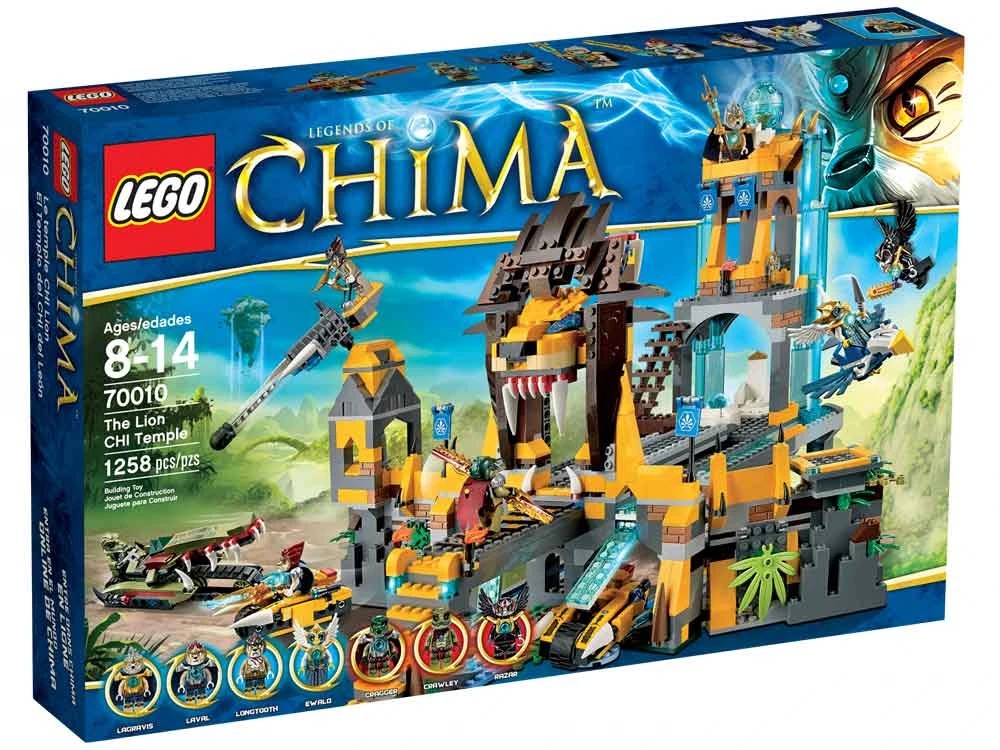 LEGO
70010
LEGENDS OF
CHIMA™
LEGO
Ages/edades
8-14
70010
The Lion
CHI Temple
1258 pcs/pzs
Building Toy
Jouet de Construction
Juguete para Construir
LAGRAVIS
LAVAL
LONGTOOTH
EWALD
CRAGGER
CRAWLEY
RAZAR
LEGO
CHIMA
70010
Le temple CHI Lion
El Templo del CHI del León